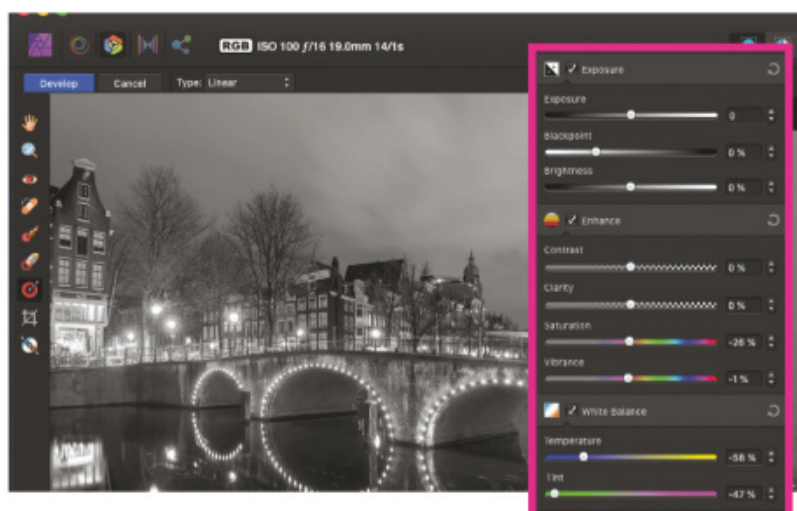 RGB ISO 100 ƒ/16 19.0mm 14/1s
Develop Cancel Type: Linear
Exposure
Exposure
0
Blackpoint
0 %
Brightness
0 %
Enhance
Contrast
0 %
Clarity
0 %
Saturation
-26 %
Vibrance
-1 %
White Balance
Temperature
-58 %
Tint
-47 %